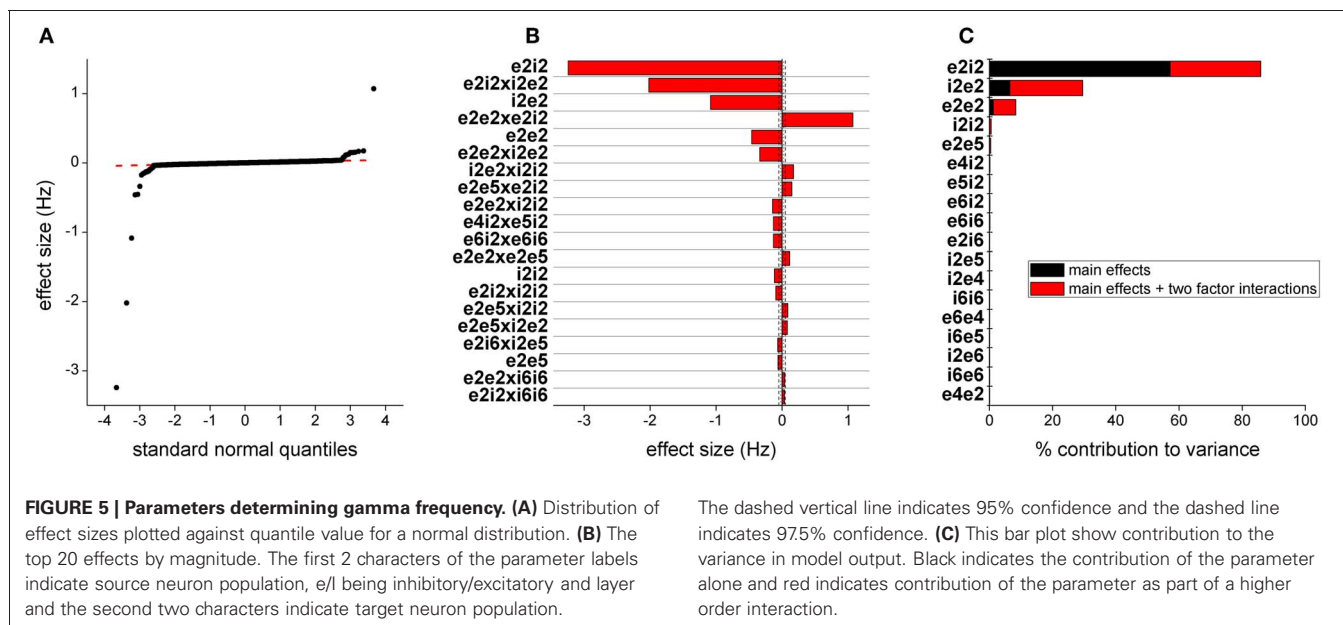 A
effect size (Hz)
1
0
-1
-2
-3
-4 -3 -2 -1 0 1 2 3 4
standard normal quantiles
B
e2i2
e2i2xi2e2
i2e2
e2e2xe2i2
e2e2
e2e2xi2e2
i2e2xi2i2
e2e5xe2i2
e2e2xi2i2
e4i2xe5i2
e6i2xe6i6
e2e2xe2e5
i2i2
e2i2xi2i2
e2e5xi2i2
e2e5xi2e2
e2i6xi2e5
e2e5
e2e2xi6i6
e2i2xi6i6
-3 -2 -1 0 1
effect size (Hz)
C
e2i2
i2e2
e2e2
i2i2
e2e5
e4i2
e5i2
e6i2
e6i6
e2i6
i2e5
i2e4
i6i6
e6e4
i6e5
i2e6
i6e6
e4e2
main effects
main effects + two factor interactions
0 20 40 60 80 100
% contribution to variance
FIGURE 5 | Parameters determining gamma frequency. (A) Distribution of
effect sizes plotted against quantile value for a normal distribution. (B) The
top 20 effects by magnitude. The first 2 characters of the parameter labels
indicate source neuron population, e/I being inhibitory/excitatory and layer
and the second two characters indicate target neuron population.
The dashed vertical line indicates 95% confidence and the dashed line
indicates 97.5% confidence. (C) This bar plot show contribution to the
variance in model output. Black indicates the contribution of the parameter
alone and red indicates contribution of the parameter as part of a higher
order interaction.